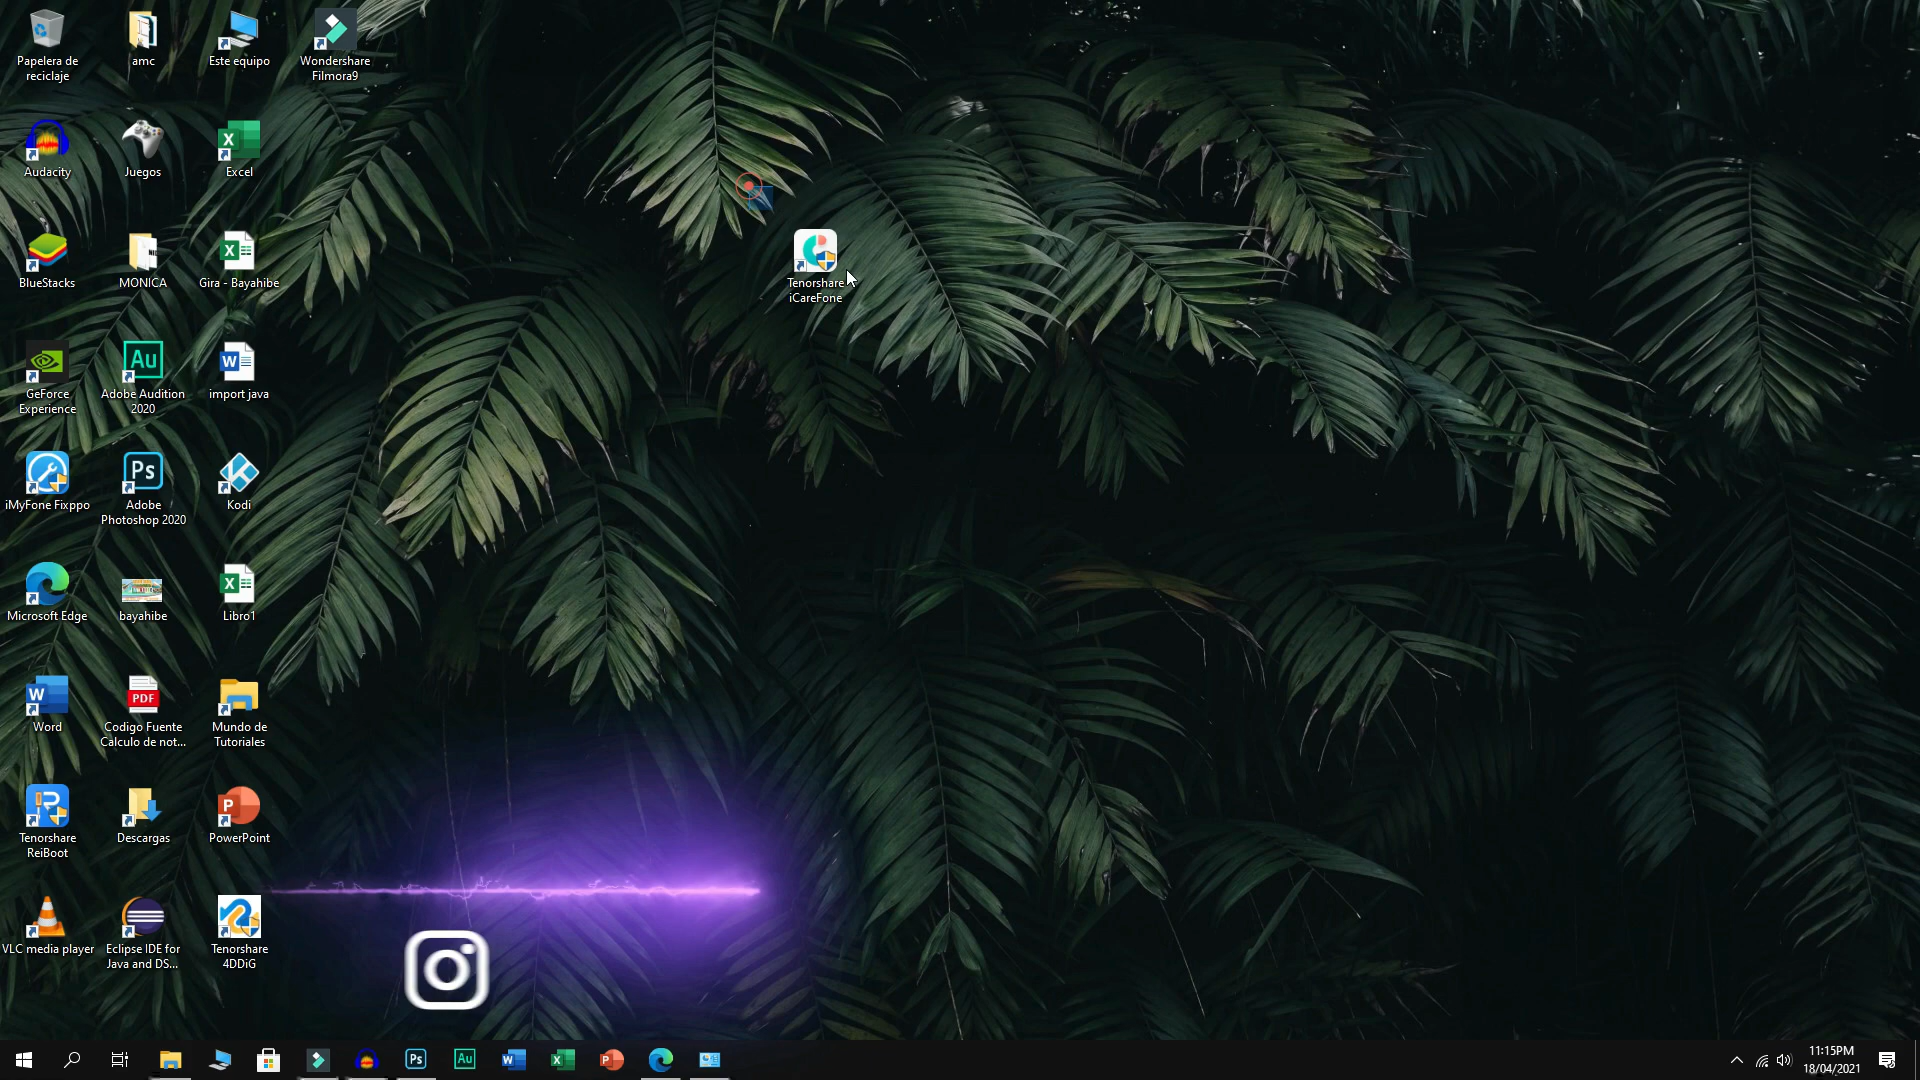 Papelera de
reciclaje
amc
Este equipo
Wondershare
Filmora9
Audacity
Juegos
Excel
BlueStacks
MONICA
Gira - Bayahibe
Tenorshare
iCareFone
GeForce
Experience
Adobe Audition
2020
import java
iMyFone Fixppo
Adobe
Photoshop 2020
Kodi
Microsoft Edge
bayahibe
Libro1
Word
Codigo Fuente
Calculo de not...
Mundo de
Tutoriales
Tenorshare
ReiBoot
Descargas
PowerPoint
VLC media player
Eclipse IDE for
Java and DS...
Tenorshare
4DDiG
11:15PM
18/04/2021